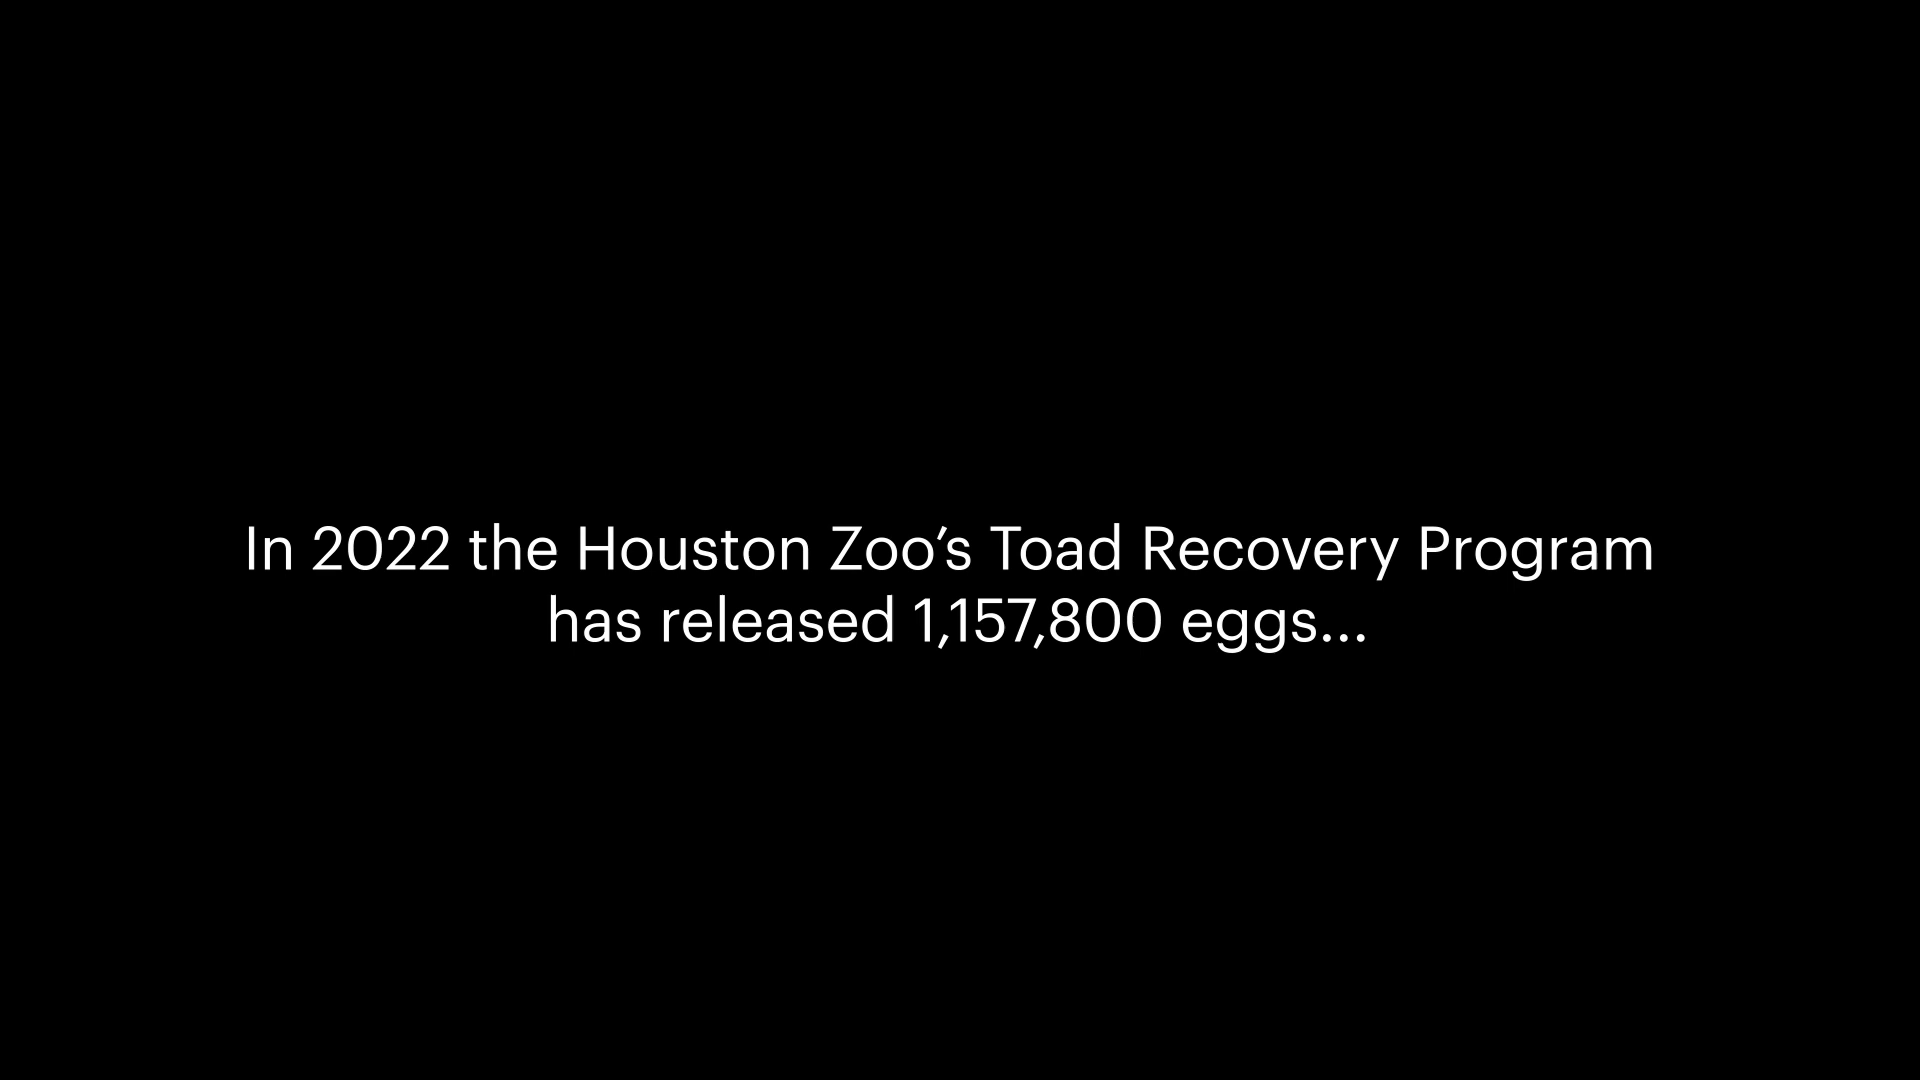 In 2022 the Houston Zoo’s Toad Recovery Program
has released 1,157,800 eggs...